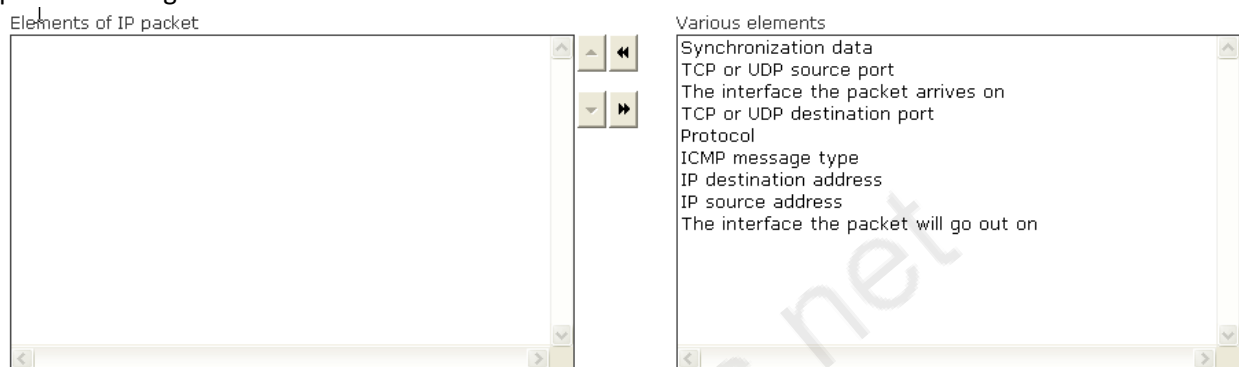 Elements of IP packet
Various elements
Synchronization data
TCP or UDP source port
The interface the packet arrives on
TCP or UDP destination port
Protocol
ICMP message type
IP destination address
IP source address
The interface the packet will go out on
net